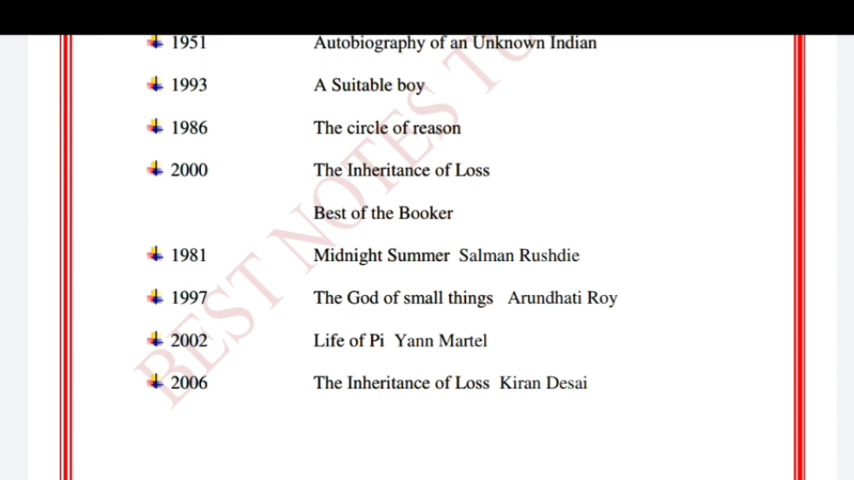 1951 Autobiography of an Unknown Indian
1993 A Suitable boy
1986 The circle of reason
2000 The Inheritance of Loss
Best of the Booker
1981 Midnight Summer Salman Rushdie
1997 The God of small things Arundhati Roy
2002 Life of Pi Yann Martel
2006 The Inheritance of Loss Kiran Desai
BEST NOTES